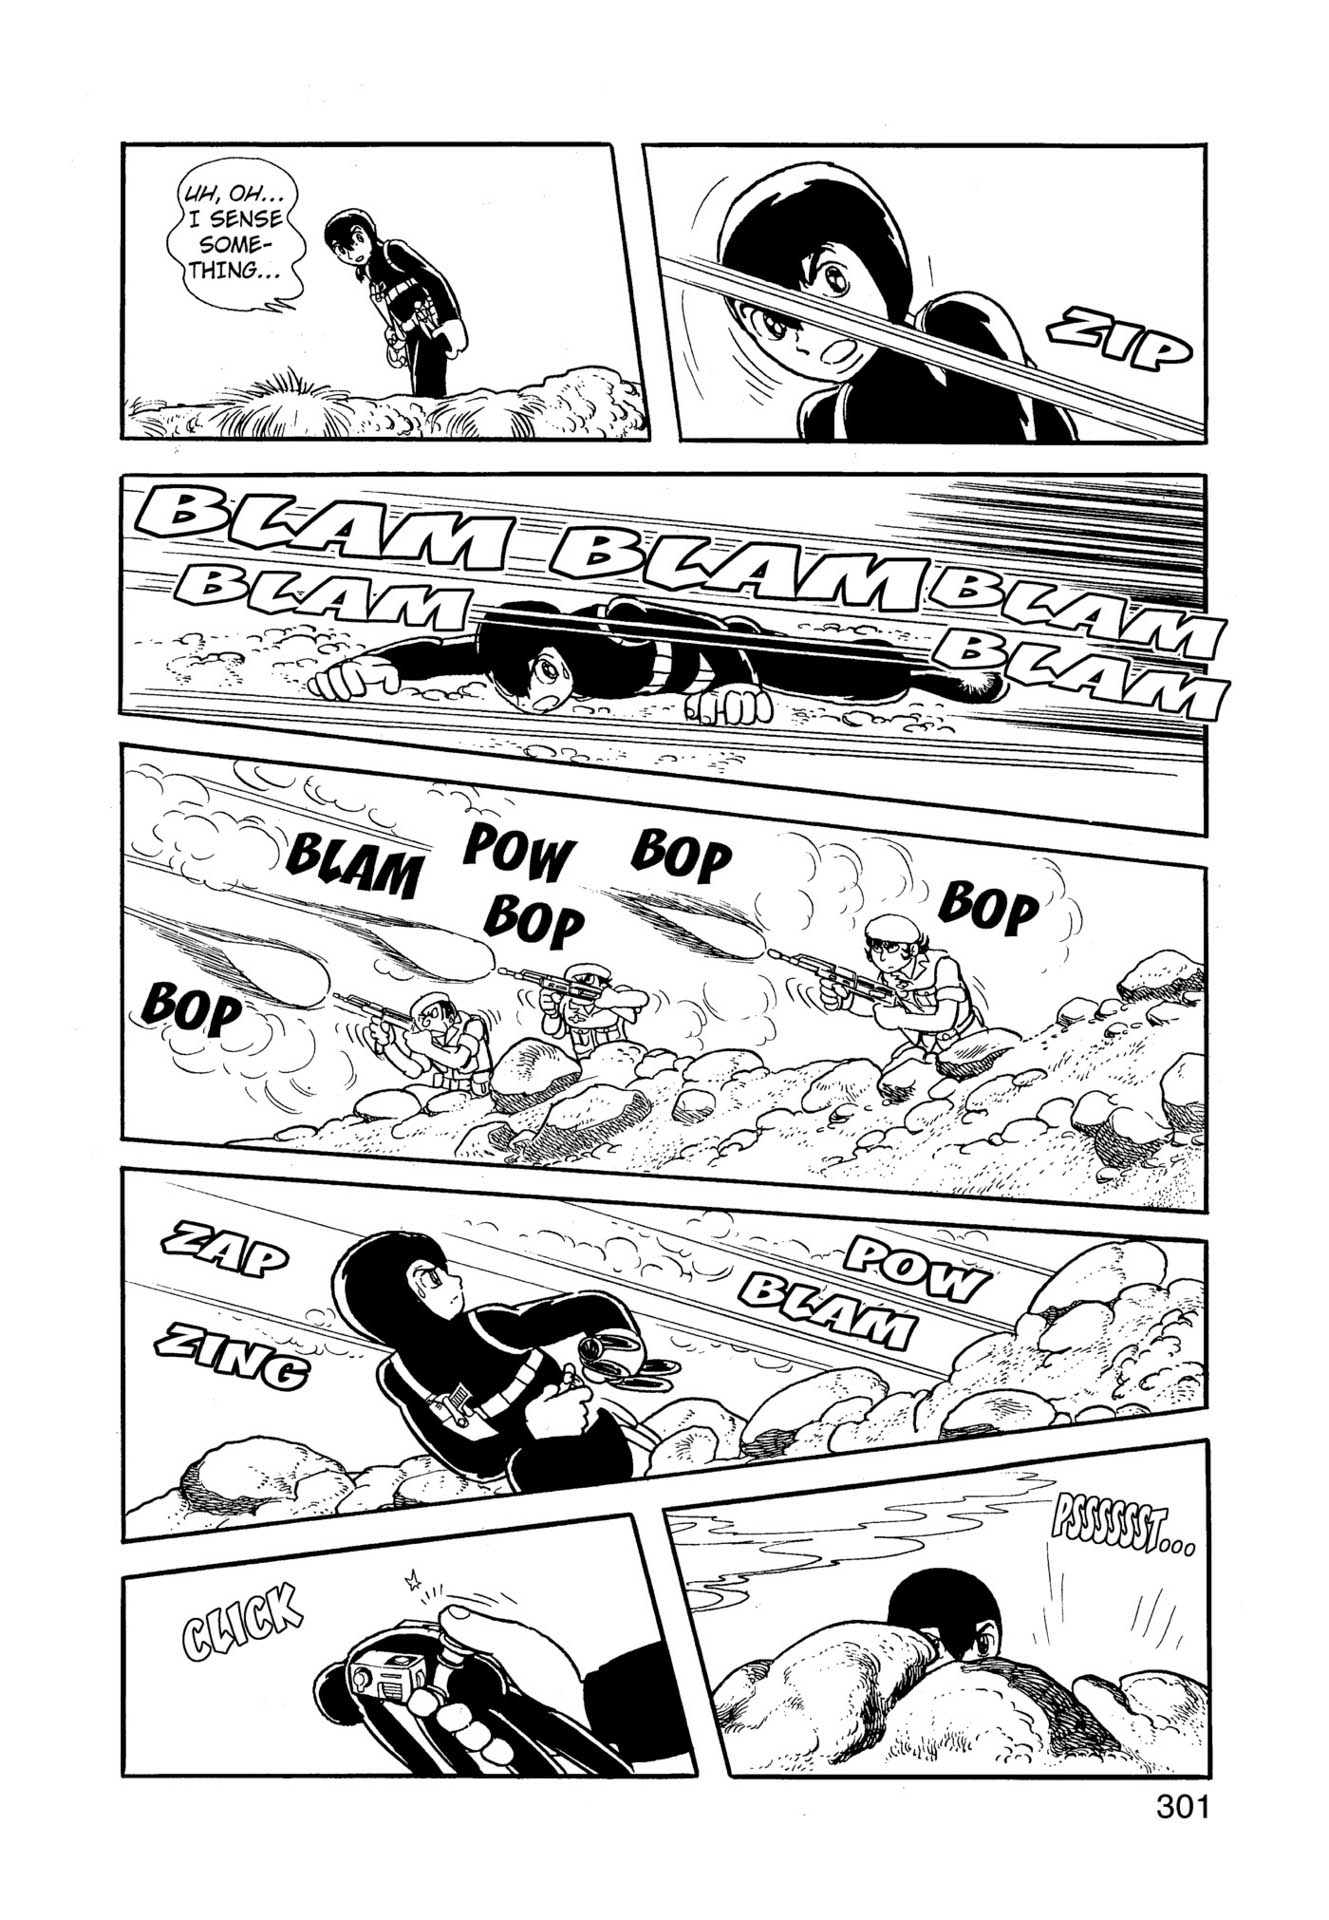 UH, OH...
I SENSE
SOME-
THING...
ZIP
BLAM BLAM BLAM
BLAM BLAM
BLAM POW BOP BOP
BOP
BOP
ZAP
ZING
POW
BLAM
CLICK
PSSSSSST...
301